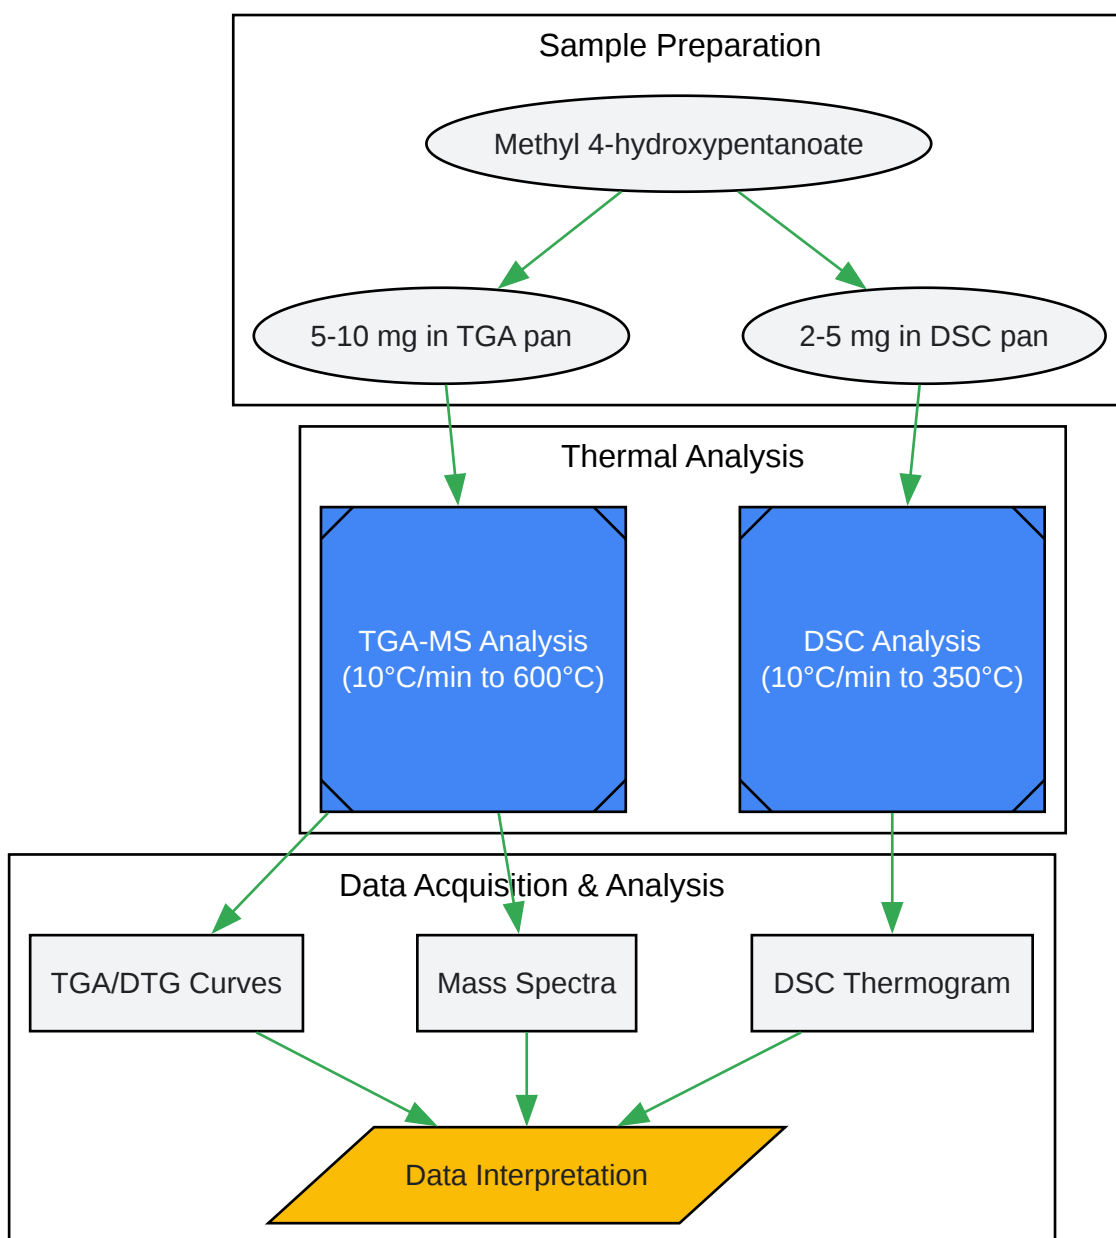 Sample Preparation
Methyl 4-hydroxypentanoate
5-10 mg in TGA pan
2-5 mg in DSC pan
Thermal Analysis
TGA-MS Analysis
(10°C/min to 600°C)
DSC Analysis
(10°C/min to 350°C)
Data Acquisition & Analysis
TGA/DTG Curves
Mass Spectra
DSC Thermogram
Data Interpretation